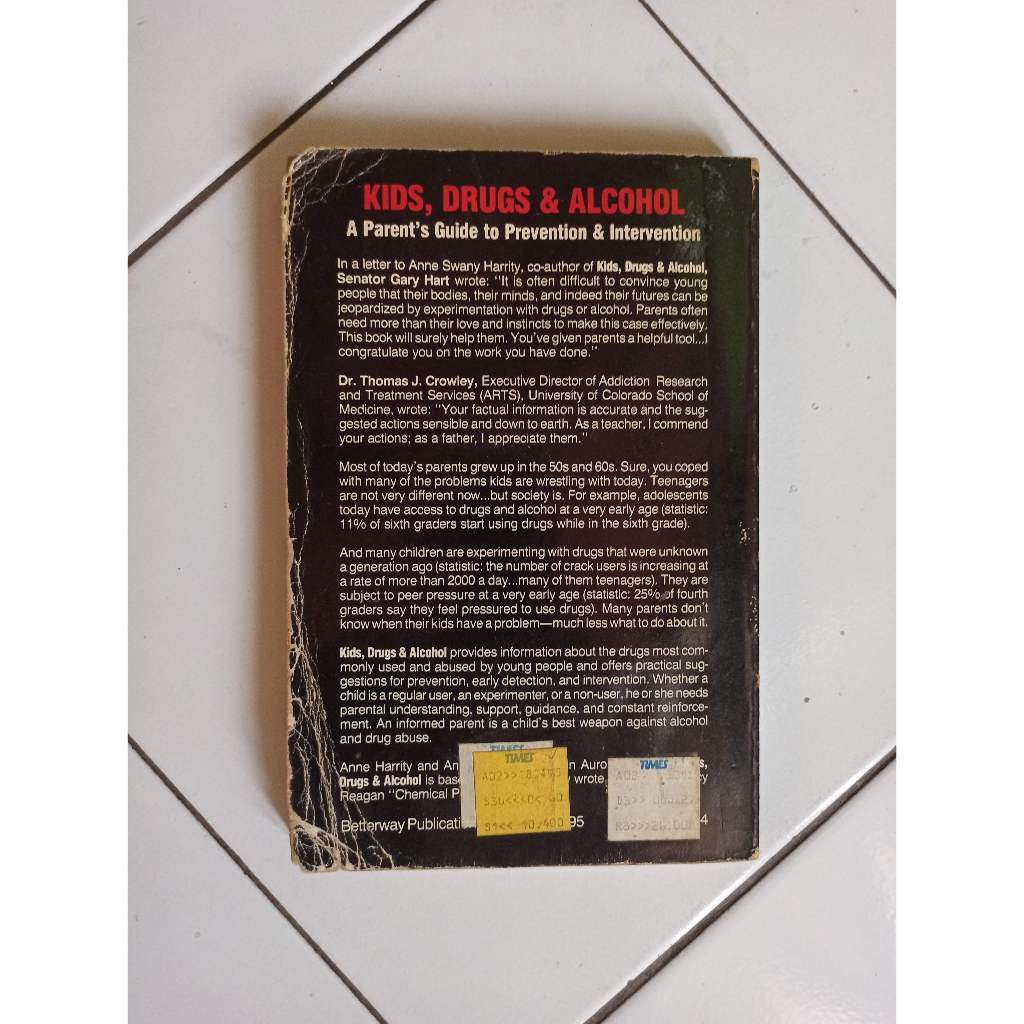 KIDS, DRUGS & ALCOHOL
A Parent's Guide to Prevention & Intervention
In a letter to Anne Swany Harrity, co-author of Kids, Drugs & Alcohol,
Senator Gary Hart wrote: "It is often difficult to convince young
people that their bodies, their minds, and indeed their futures can be
jeopardized by experimentation with drugs or alcohol. Parents often
need more than their love and instincts to make this case effectively.
This book will surely help them. You've given parents a helpful tool...I
congratulate you on the work you have done."
Dr. Thomas J. Crowley, Executive Director of Addiction Research
and Treatment Services (ARTS), University of Colorado School of
Medicine, wrote: "Your factual information is accurate and the sug-
gested actions sensible and down to earth. As a teacher, I commend
your actions; as a father, I appreciate them."
Most of today's parents grew up in the 50s and 60s. Sure, you coped
with many of the problems kids are wrestling with today. Teenagers
are not very different now...but society is. For example, adolescents
today have access to drugs and alcohol at a very early age (statistic:
11% of sixth graders start using drugs while in the sixth grade).
And many children are experimenting with drugs that were unknown
a generation ago (statistic: the number of crack users is increasing at
a rate of more than 2000 a day...many of them teenagers). They are
subject to peer pressure at a very early age (statistic: 25% of fourth
graders say they feel pressured to use drugs). Many parents don't
know when their kids have a problem—much less what to do about it.
Kids, Drugs & Alcohol provides information about the drugs most com-
monly used and abused by young people and offers practical sug-
gestions for prevention, early detection, and intervention. Whether a
child is a regular user, an experimenter, or a non-user, he or she needs
parental understanding, support, guidance, and constant reinforce-
ment. An informed parent is a child's best weapon against alcohol
and drug abuse.
TIMES
TIMES
TIMES
Anne Harrity and An n Auro s,
Drugs & Alcohol is bas y wrote ry
Reagan "Chemical P
Betterway Publicati 95 4